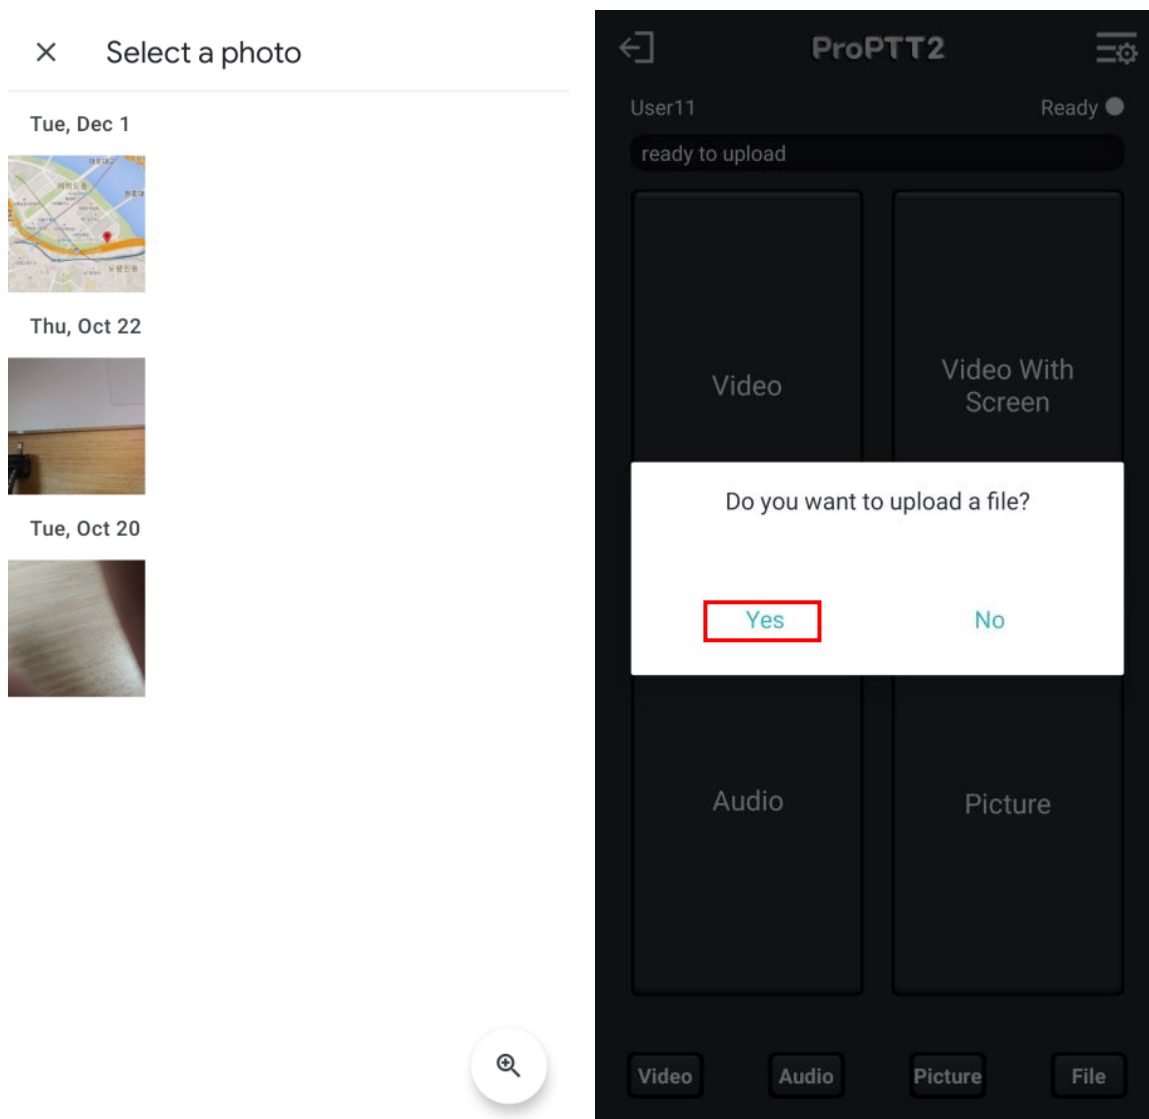 Select a photo
Tue, Dec 1
Thu, Oct 22
Tue, Oct 20
ProPTT2
User11
Ready
ready to upload
Video
Video With
Screen
Do you want to upload a file?
Yes
No
Audio
Picture
Video
Audio
Picture
File